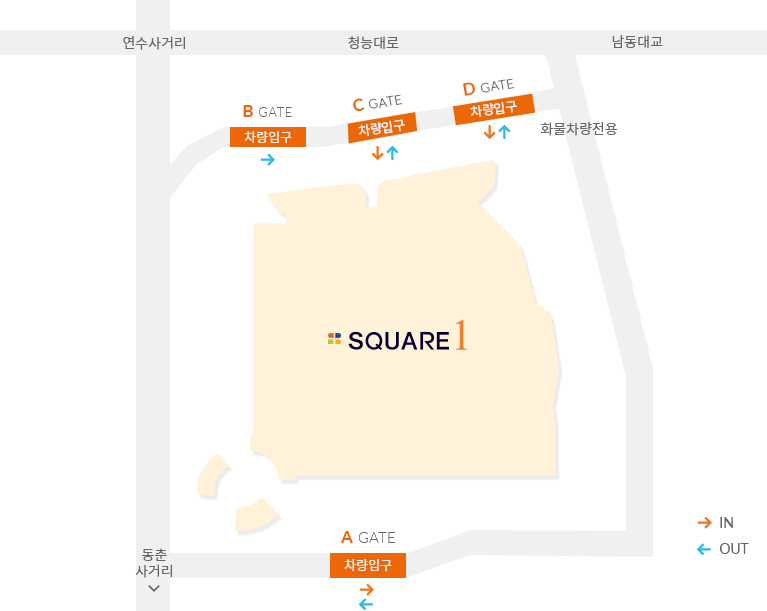 연수사거리
청능대로
남동대교
B GATE
차량입구
C GATE
차량입구
D GATE
차량입구
화물차량전용
SQUARE1
A GATE
차량입구
동춘
사거리
IN
OUT